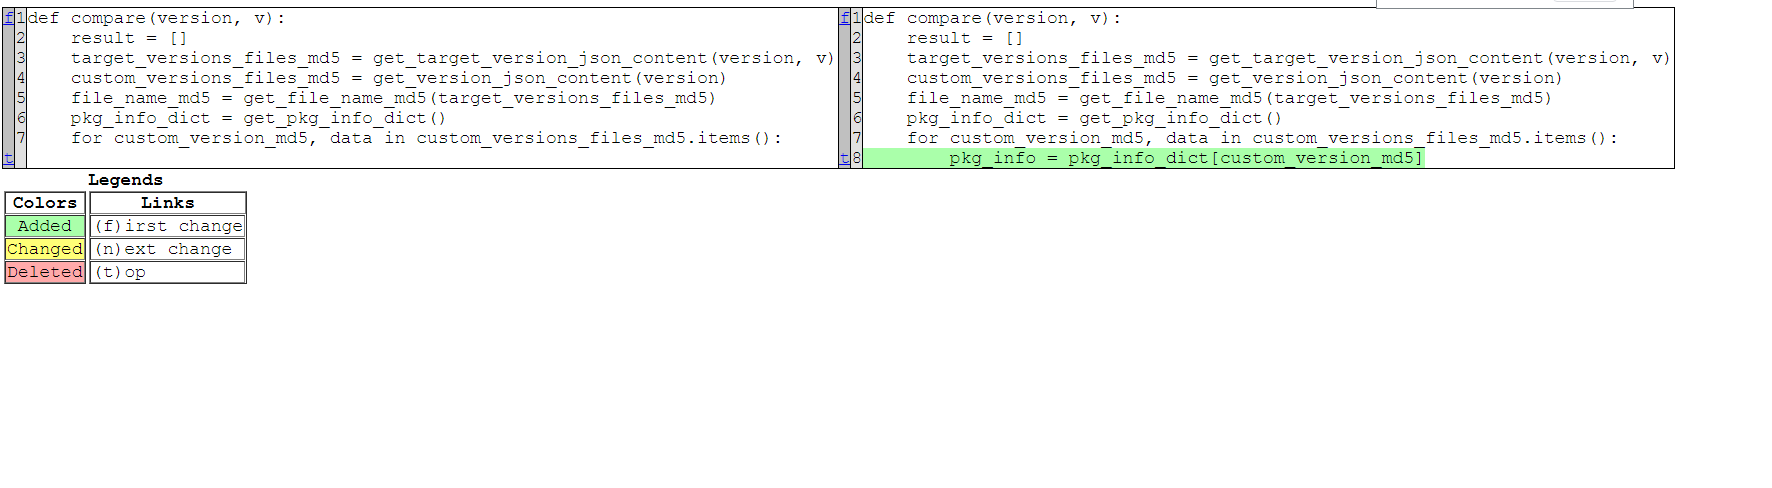 f 1 def compare(version, v):
2     result = []
3     target_versions_files_md5 = get_target_version_json_content(version, v)
4     custom_versions_files_md5 = get_version_json_content(version)
5     file_name_md5 = get_file_name_md5(target_versions_files_md5)
6     pkg_info_dict = get_pkg_info_dict()
7     for custom_version_md5, data in custom_versions_files_md5.items():
t
f 1 def compare(version, v):
2     result = []
3     target_versions_files_md5 = get_target_version_json_content(version, v)
4     custom_versions_files_md5 = get_version_json_content(version)
5     file_name_md5 = get_file_name_md5(target_versions_files_md5)
6     pkg_info_dict = get_pkg_info_dict()
7     for custom_version_md5, data in custom_versions_files_md5.items():
t 8         pkg_info = pkg_info_dict[custom_version_md5]
Legends
Colors Links
Added (f)irst change
Changed (n)ext change
Deleted (t)op